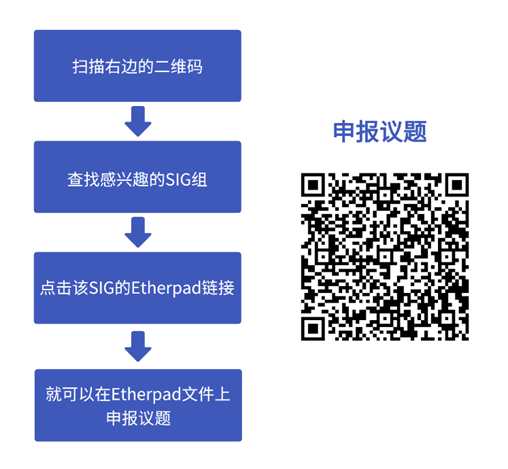 扫描右边的二维码
查找感兴趣的SIG组
点击该SIG的Etherpad链接
就可以在Etherpad文件上
申报议题
申报议题